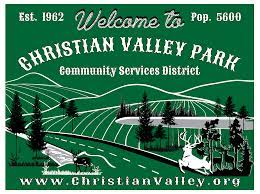 Est. 1962
Welcome to
Pop. 5600
CHRISTIAN VALLEY PARK
Community Services District
www.ChristianValley.org